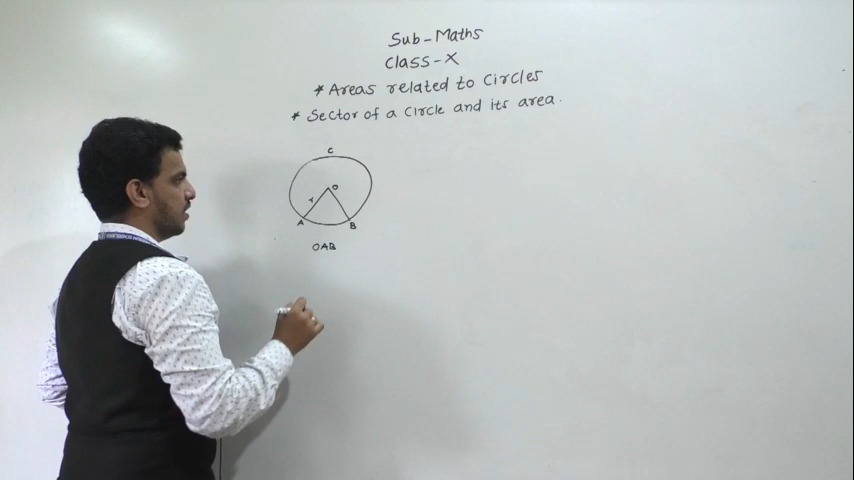 Sub-Maths
Class-X
* Areas related to Circles
* Sector of a Circle and its area.
C
O
r
A
B
OAB